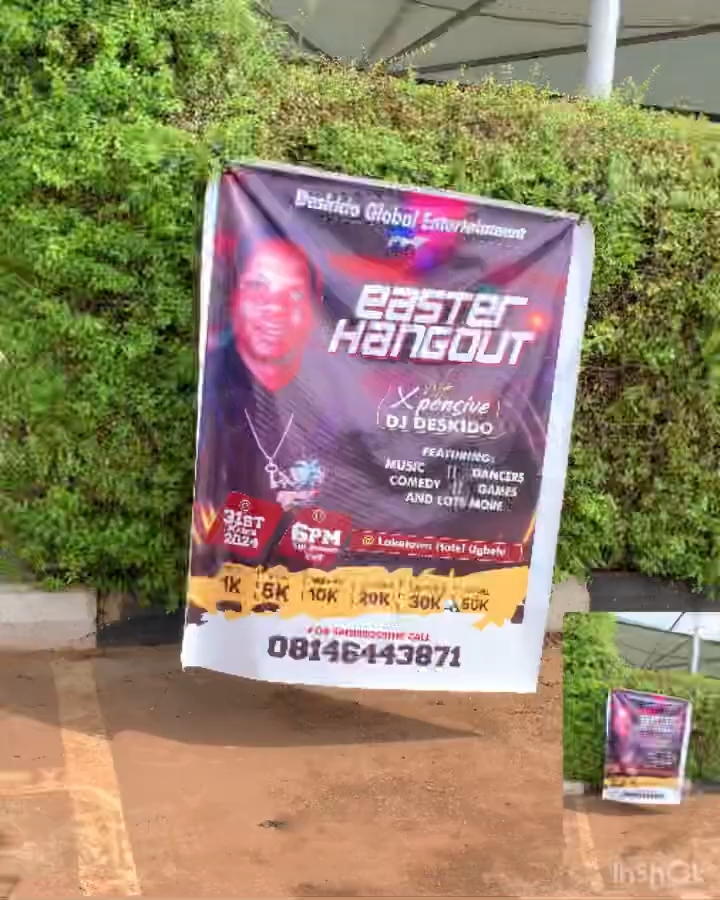 Deskido Global Entertainment
EASTER
HANGOUT
Xpensive
DJ DESKIDO
FEATURING:
MUSIC || DANCERS
COMEDY || GAMES
AND LOTS MORE
31ST
2024
6PM
@ Laketown Hotel Ugbelu
1K 5K 10K 20K 30K 50K
CALL
08146443871
InShOt